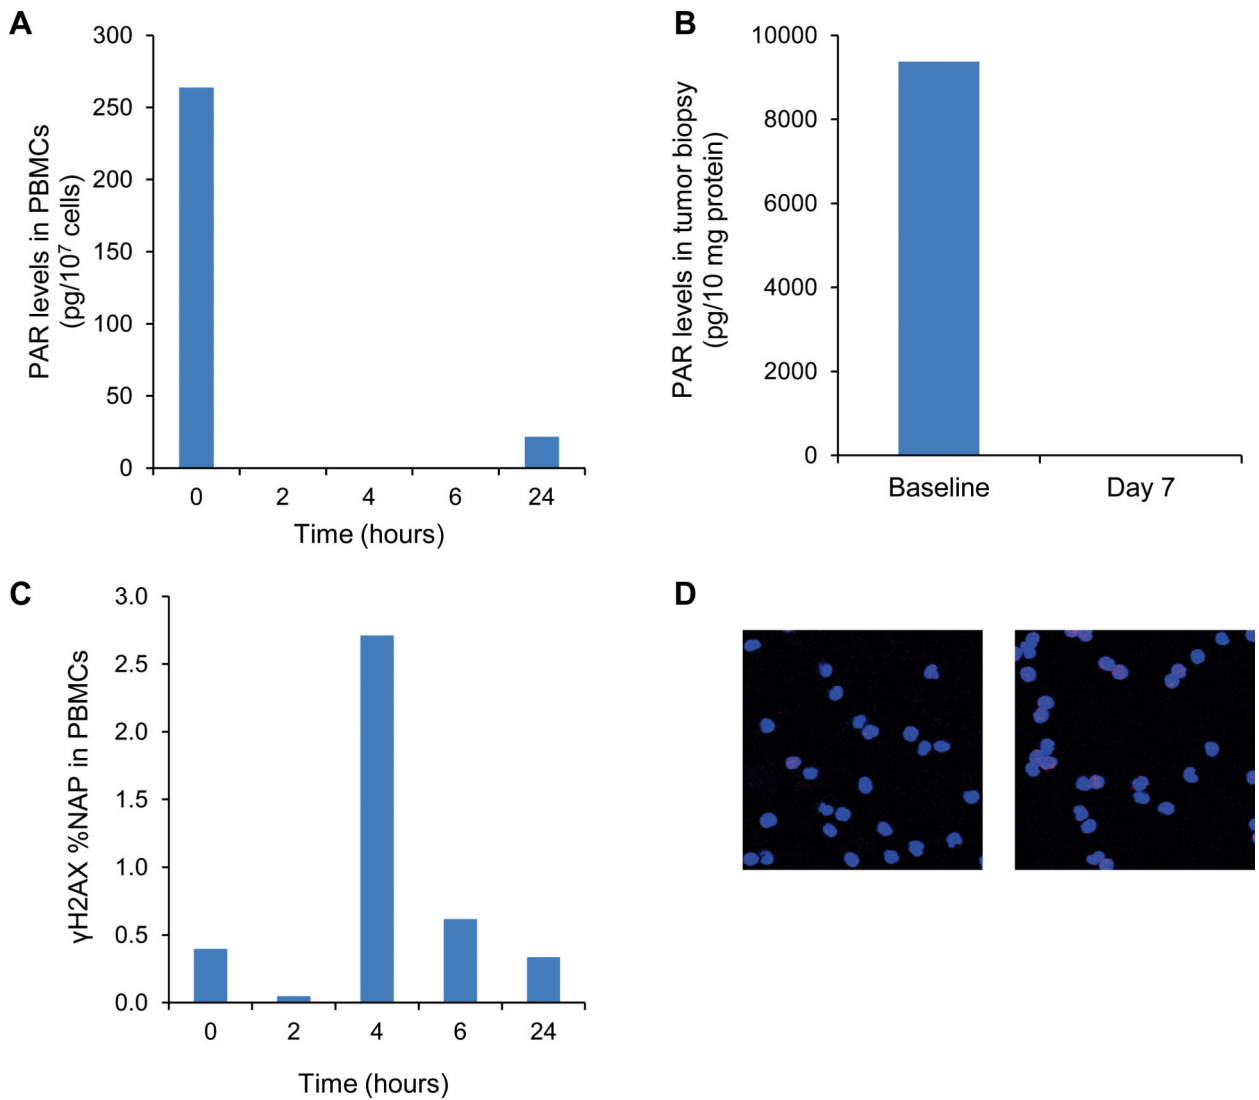 A
PAR levels in PBMCs
(pg/10⁷ cells)
300
250
200
150
100
50
0
0 2 4 6 24
Time (hours)
B
PAR levels in tumor biopsy
(pg/10 mg protein)
10000
8000
6000
4000
2000
0
Baseline Day 7
C
γH2AX %NAP in PBMCs
3.0
2.5
2.0
1.5
1.0
0.5
0.0
0 2 4 6 24
Time (hours)
D